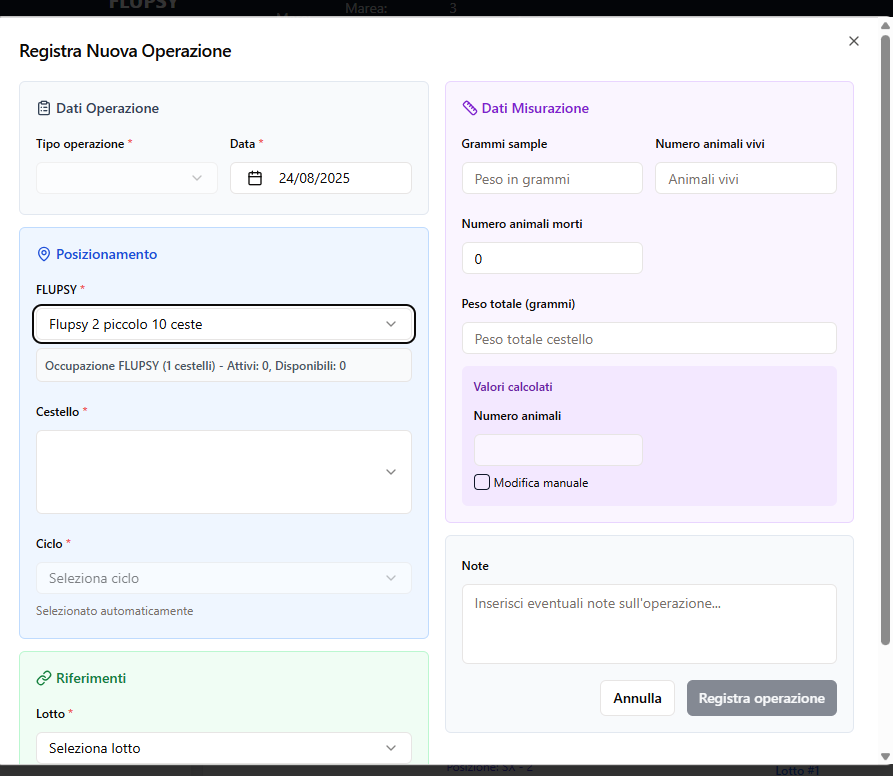 FLUPSY
Marea: 3
Registra Nuova Operazione
Dati Operazione
Tipo operazione *
Data *
24/08/2025
Posizionamento
FLUPSY *
Flupsy 2 piccolo 10 ceste
Occupazione FLUPSY (1 cestelli) - Attivi: 0, Disponibili: 0
Cestello *
Ciclo *
Seleziona ciclo
Selezionato automaticamente
Riferimenti
Lotto *
Seleziona lotto
Dati Misurazione
Grammi sample
Numero animali vivi
Peso in grammi
Animali vivi
Numero animali morti
0
Peso totale (grammi)
Peso totale cestello
Valori calcolati
Numero animali
Modifica manuale
Note
Inserisci eventuali note sull'operazione...
Annulla
Registra operazione
Posizione: SX - 2
Lotto #1